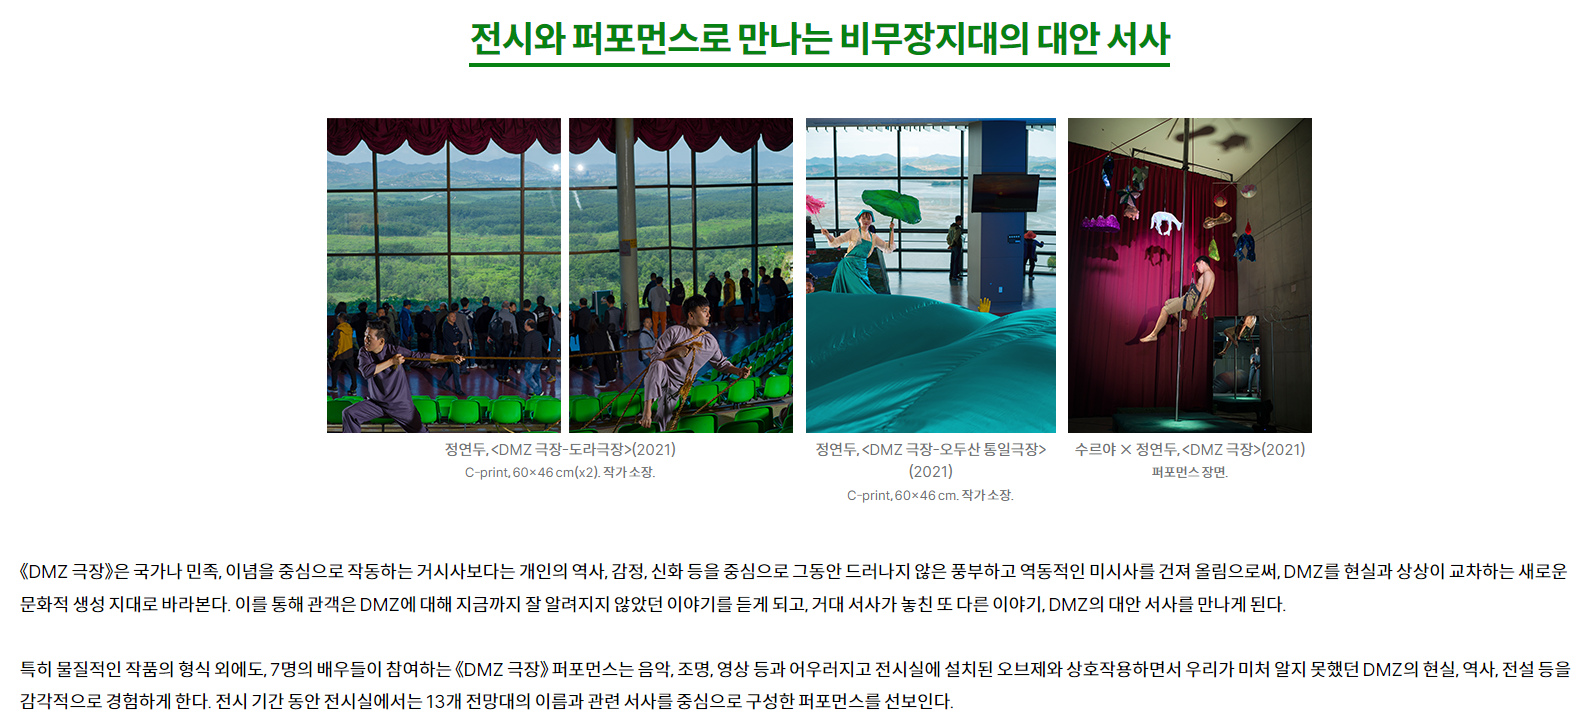 전시와 퍼포먼스로 만나는 비무장지대의 대안 서사
정연두, <DMZ 극장-도라극장>(2021)
C-print, 60×46 cm(x2). 작가 소장.
정연두, <DMZ 극장-오두산 통일극장>
(2021)
C-print, 60×46 cm. 작가 소장.
수르야 × 정연두, <DMZ 극장>(2021)
퍼포먼스 장면.
《DMZ 극장》은 국가나 민족, 이념을 중심으로 작동하는 거시사보다는 개인의 역사, 감정, 신화 등을 중심으로 그동안 드러나지 않은 풍부하고 역동적인 미시사를 건져 올림으로써, DMZ를 현실과 상상이 교차하는 새로운
문화적 생성 지대로 바라본다. 이를 통해 관객은 DMZ에 대해 지금까지 잘 알려지지 않았던 이야기를 듣게 되고, 거대 서사가 놓친 또 다른 이야기, DMZ의 대안 서사를 만나게 된다.
특히 물질적인 작품의 형식 외에도, 7명의 배우들이 참여하는 《DMZ 극장》 퍼포먼스는 음악, 조명, 영상 등과 어우러지고 전시실에 설치된 오브제와 상호작용하면서 우리가 미처 알지 못했던 DMZ의 현실, 역사, 전설 등을
감각적으로 경험하게 한다. 전시 기간 동안 전시실에서는 13개 전망대의 이름과 관련 서사를 중심으로 구성한 퍼포먼스를 선보인다.